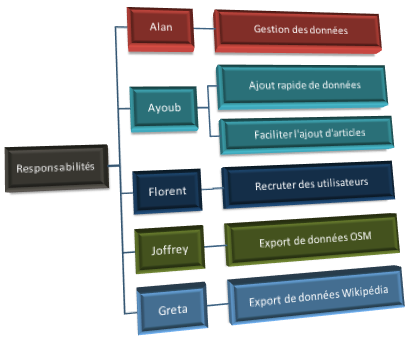 Responsabilités
Alan
Gestion des données
Ayoub
Ajout rapide de données
Faciliter l'ajout d'articles
Florent
Recruter des utilisateurs
Joffrey
Export de données OSM
Greta
Export de données Wikipédia